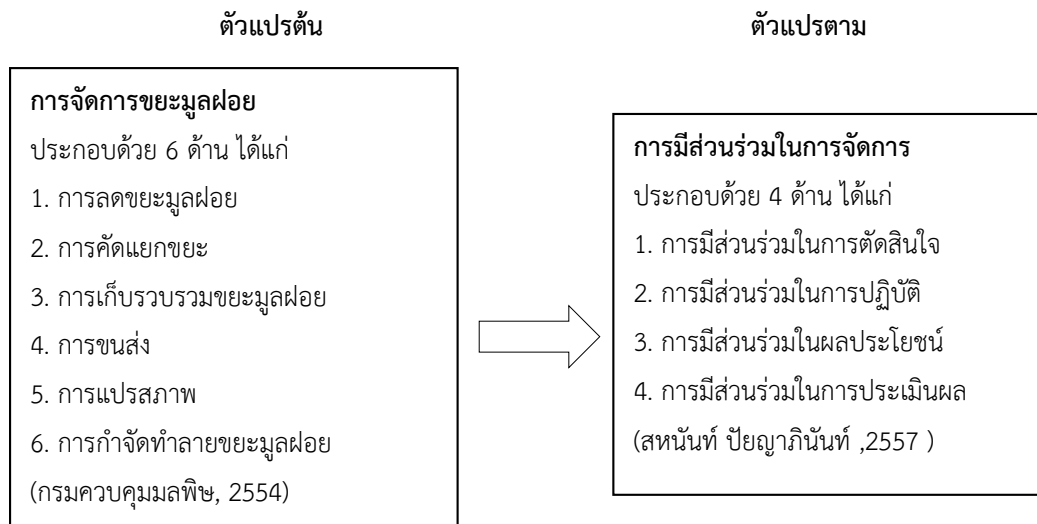 ตัวแปรต้น
การจัดการขยะมูลฝอย
ประกอบด้วย 6 ด้าน ได้แก่
1. การลดขยะมูลฝอย
2. การคัดแยกขยะ
3. การเก็บรวบรวมขยะมูลฝอย
4. การขนส่ง
5. การแปรสภาพ
6. การกำจัดทำลายขยะมูลฝอย
(กรมควบคุมมลพิษ, 2554)
ตัวแปรตาม
การมีส่วนร่วมในการจัดการ
ประกอบด้วย 4 ด้าน ได้แก่
1. การมีส่วนร่วมในการตัดสินใจ
2. การมีส่วนร่วมในการปฏิบัติ
3. การมีส่วนร่วมในผลประโยชน์
4. การมีส่วนร่วมในการประเมินผล
(สหนันท์ ปัยญาภินันท์ ,2557 )